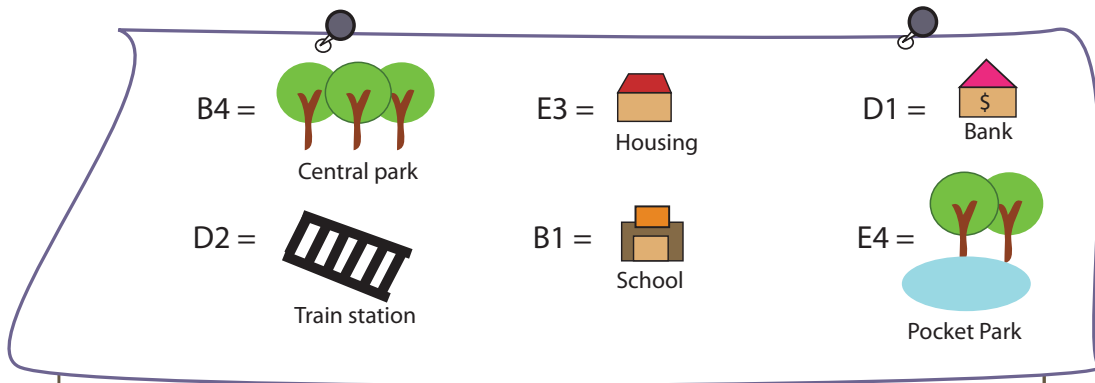 B4 =
Central park
E3 =
Housing
D1 =
$
Bank
D2 =
Train station
B1 =
School
E4 =
Pocket Park